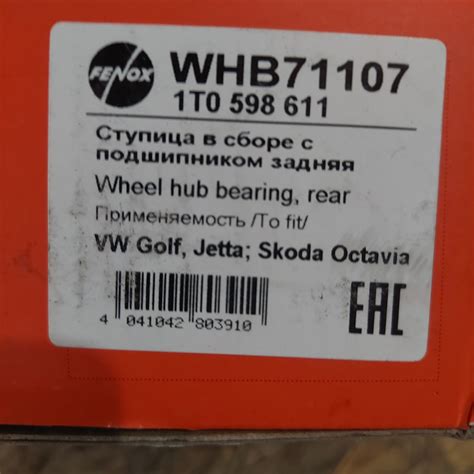 FENOX
WHB71107
1T0 598 611
Ступица в сборе с
подшипником задняя
Wheel hub bearing, rear
Применяемость /To fit/
VW Golf, Jetta; Skoda Octavia
4 041042 803910
EAC